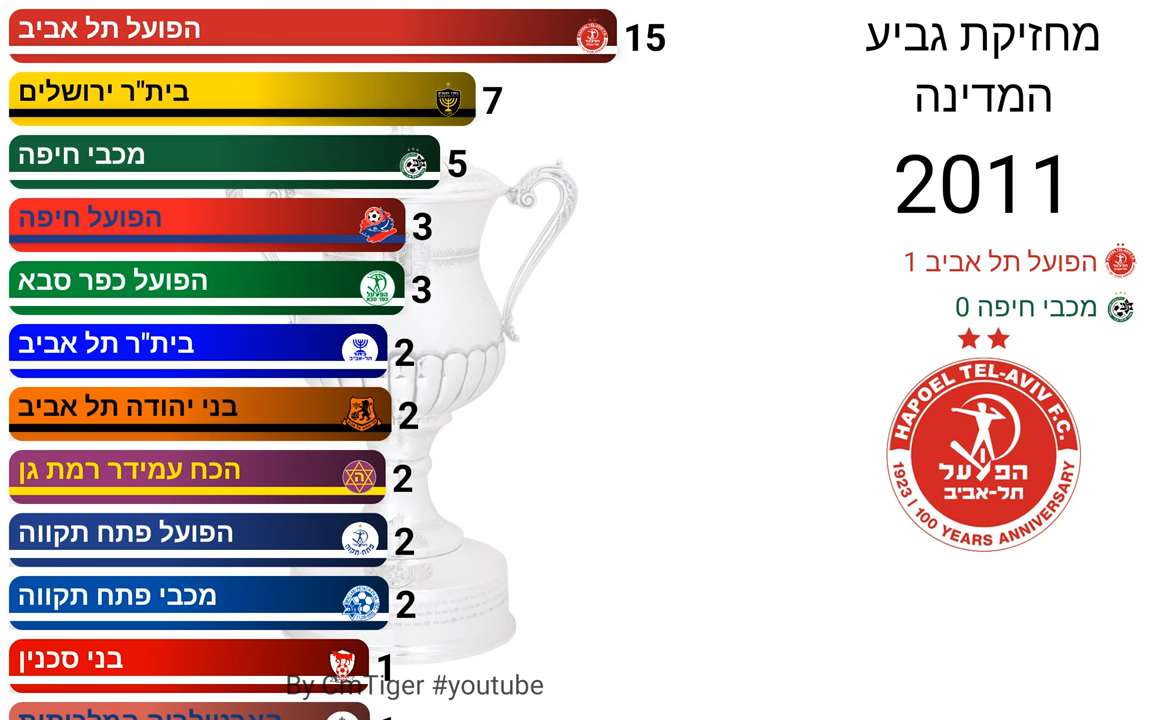 הפועל תל אביב 15
בית"ר ירושלים 7
מכבי חיפה 5
הפועל חיפה 3
הפועל כפר סבא 3
בית"ר תל אביב 2
בני יהודה תל אביב 2
הכח עמידר רמת גן 2
הפועל פתח תקווה 2
מכבי פתח תקווה 2
בני סכנין 1
By CmTiger #youtube
מחזיקת גביע
המדינה
2011
הפועל תל אביב 1
מכבי חיפה 0
HAPOEL TEL-AVIV F.C.
הפועל
תל-אביב
1923 | 100 YEARS ANNIVERSARY